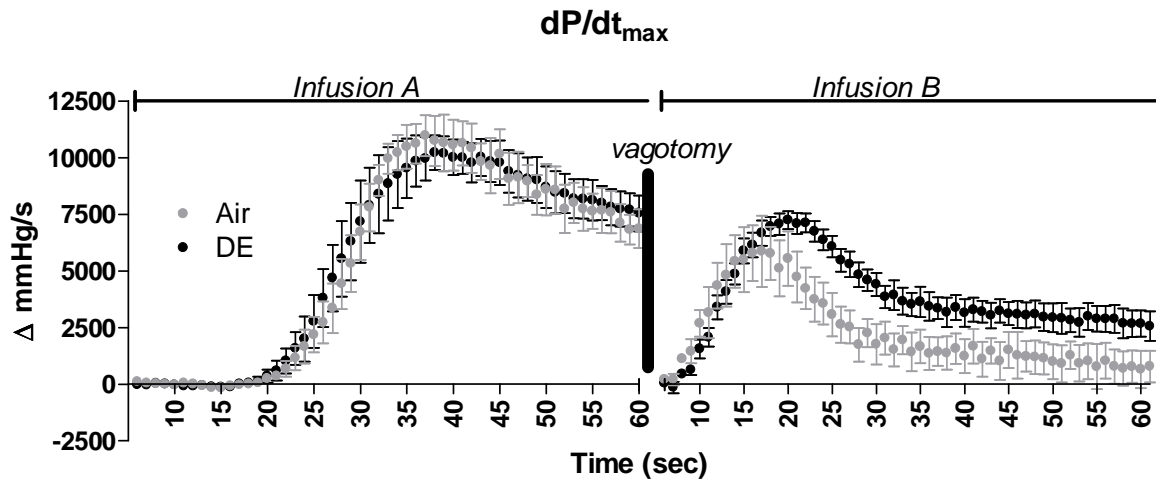 dP/dtmax
Infusion A
Infusion B
12500
10000
7500
5000
2500
0
-2500
Δ mmHg/s
Air
DE
vagotomy
10 15 20 25 30 35 40 45 50 55 60
10 15 20 25 30 35 40 45 50 55 60
Time (sec)